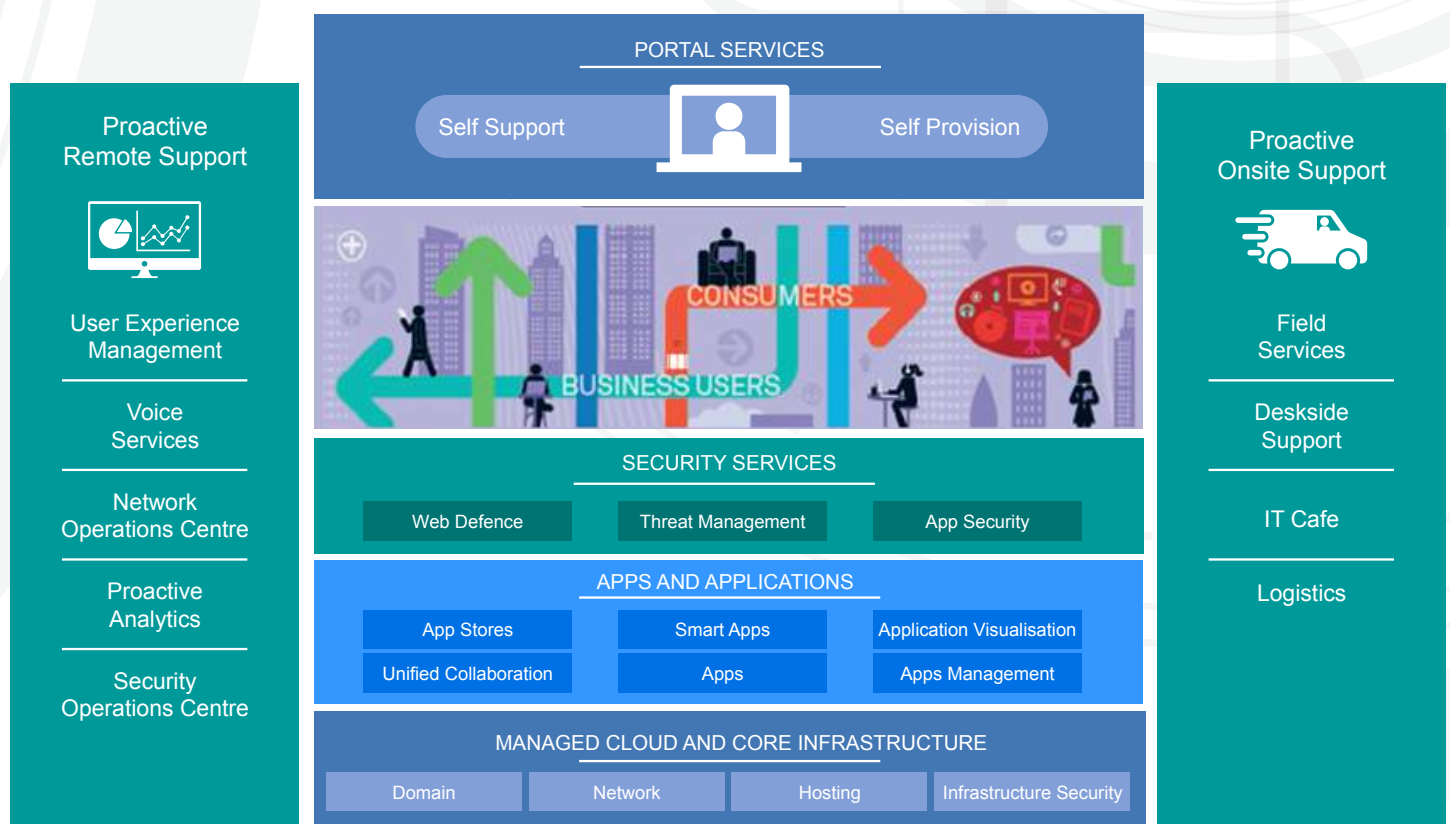 Proactive
Remote Support
User Experience
Management
Voice
Services
Network
Operations Centre
Proactive
Analytics
Security
Operations Centre
PORTAL SERVICES
Self Support
Self Provision
CONSUMERS
BUSINESS USERS
SECURITY SERVICES
Web Defence
Threat Management
App Security
APPS AND APPLICATIONS
App Stores
Smart Apps
Application Visualisation
Unified Collaboration
Apps
Apps Management
MANAGED CLOUD AND CORE INFRASTRUCTURE
Domain
Network
Hosting
Infrastructure Security
Proactive
Onsite Support
Field
Services
Deskside
Support
IT Cafe
Logistics